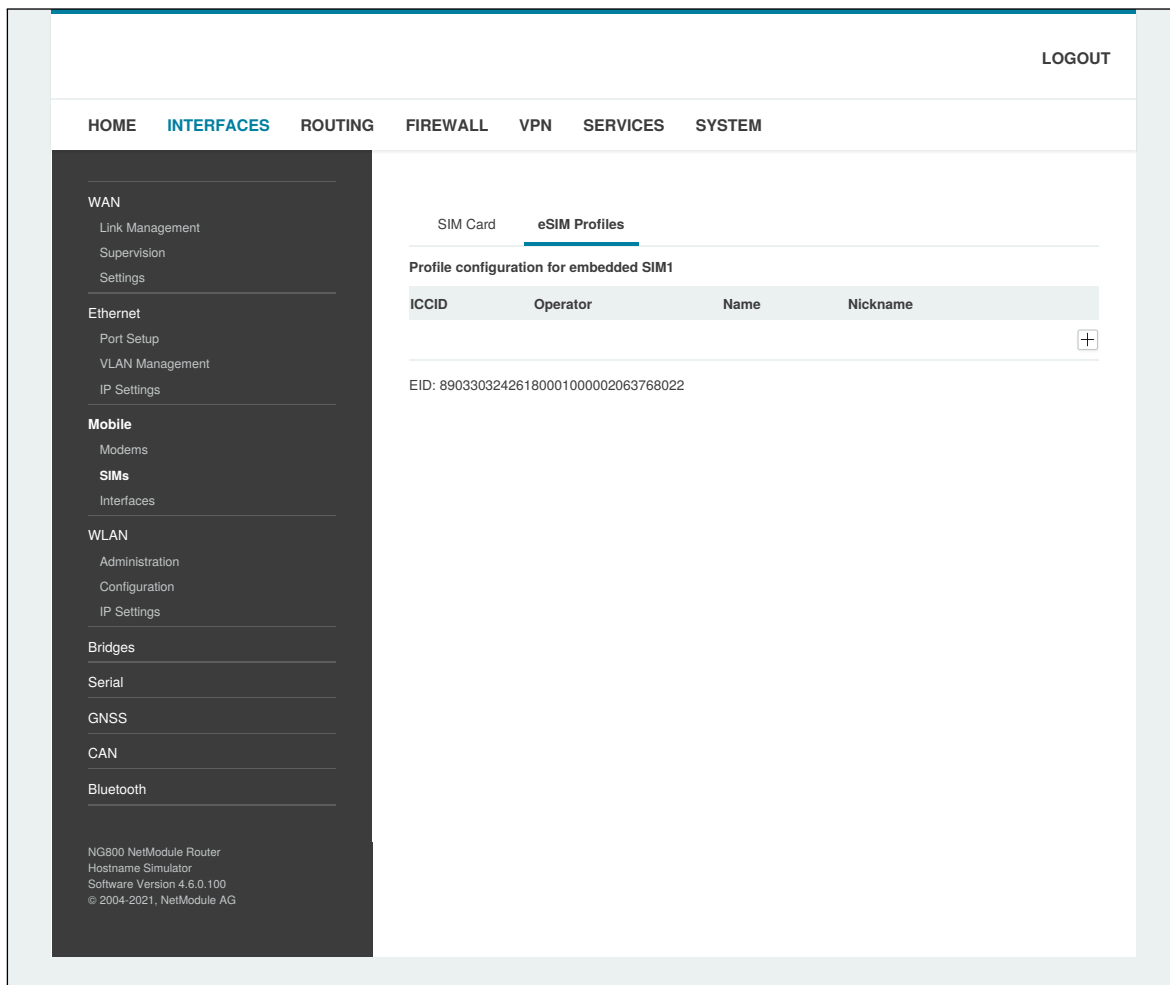 LOGOUT
HOME INTERFACES ROUTING FIREWALL VPN SERVICES SYSTEM
WAN
Link Management
Supervision
Settings
Ethernet
Port Setup
VLAN Management
IP Settings
Mobile
Modems
SIMs
Interfaces
WLAN
Administration
Configuration
IP Settings
Bridges
Serial
GNSS
CAN
Bluetooth
NG800 NetModule Router
Hostname Simulator
Software Version 4.6.0.100
© 2004-2021, NetModule AG
SIM Card eSIM Profiles
Profile configuration for embedded SIM1
ICCID Operator Name Nickname
EID: 89033032426180001000002063768022